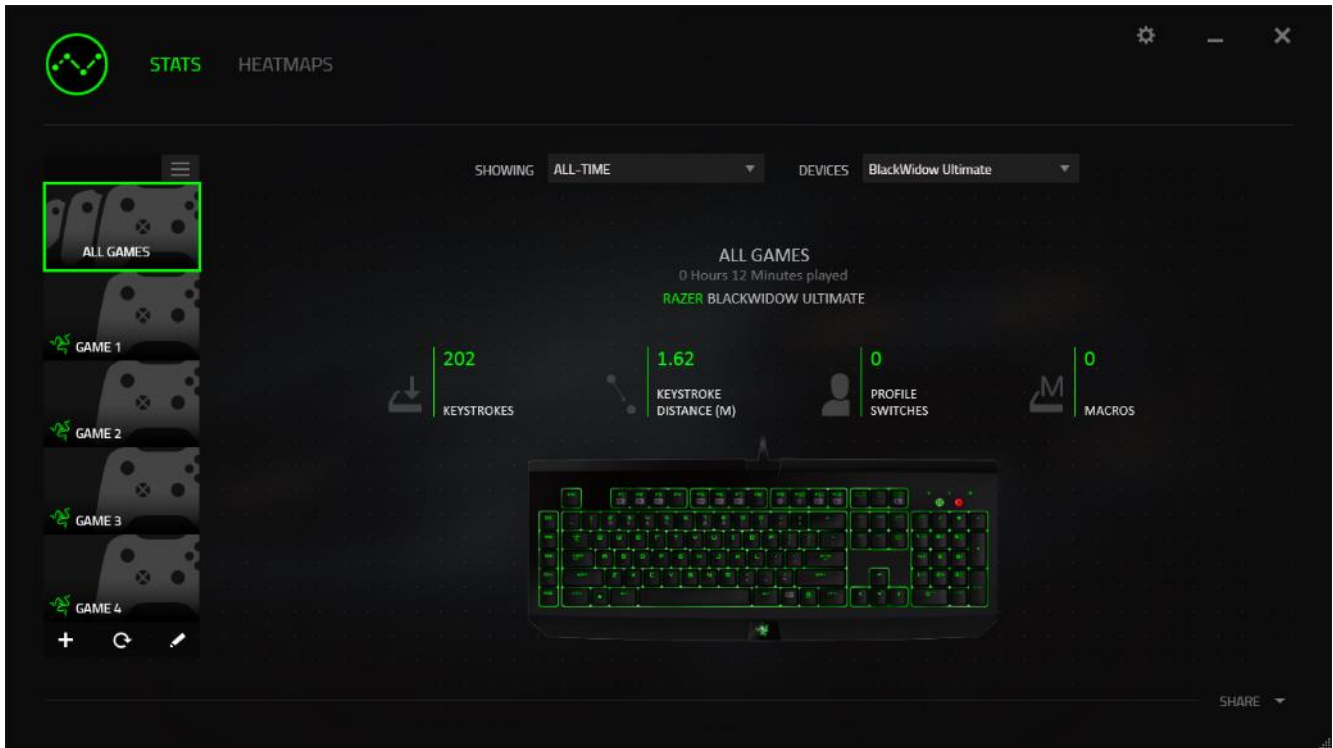 STATS HEATMAPS
SHOWING ALL-TIME DEVICES BlackWidow Ultimate
ALL GAMES
GAME 1
GAME 2
GAME 3
GAME 4
ALL GAMES
0 Hours 12 Minutes played
RAZER BLACKWIDOW ULTIMATE
202
KEYSTROKES
1.62
KEYSTROKE
DISTANCE (M)
0
PROFILE
SWITCHES
M
0
MACROS
SHARE